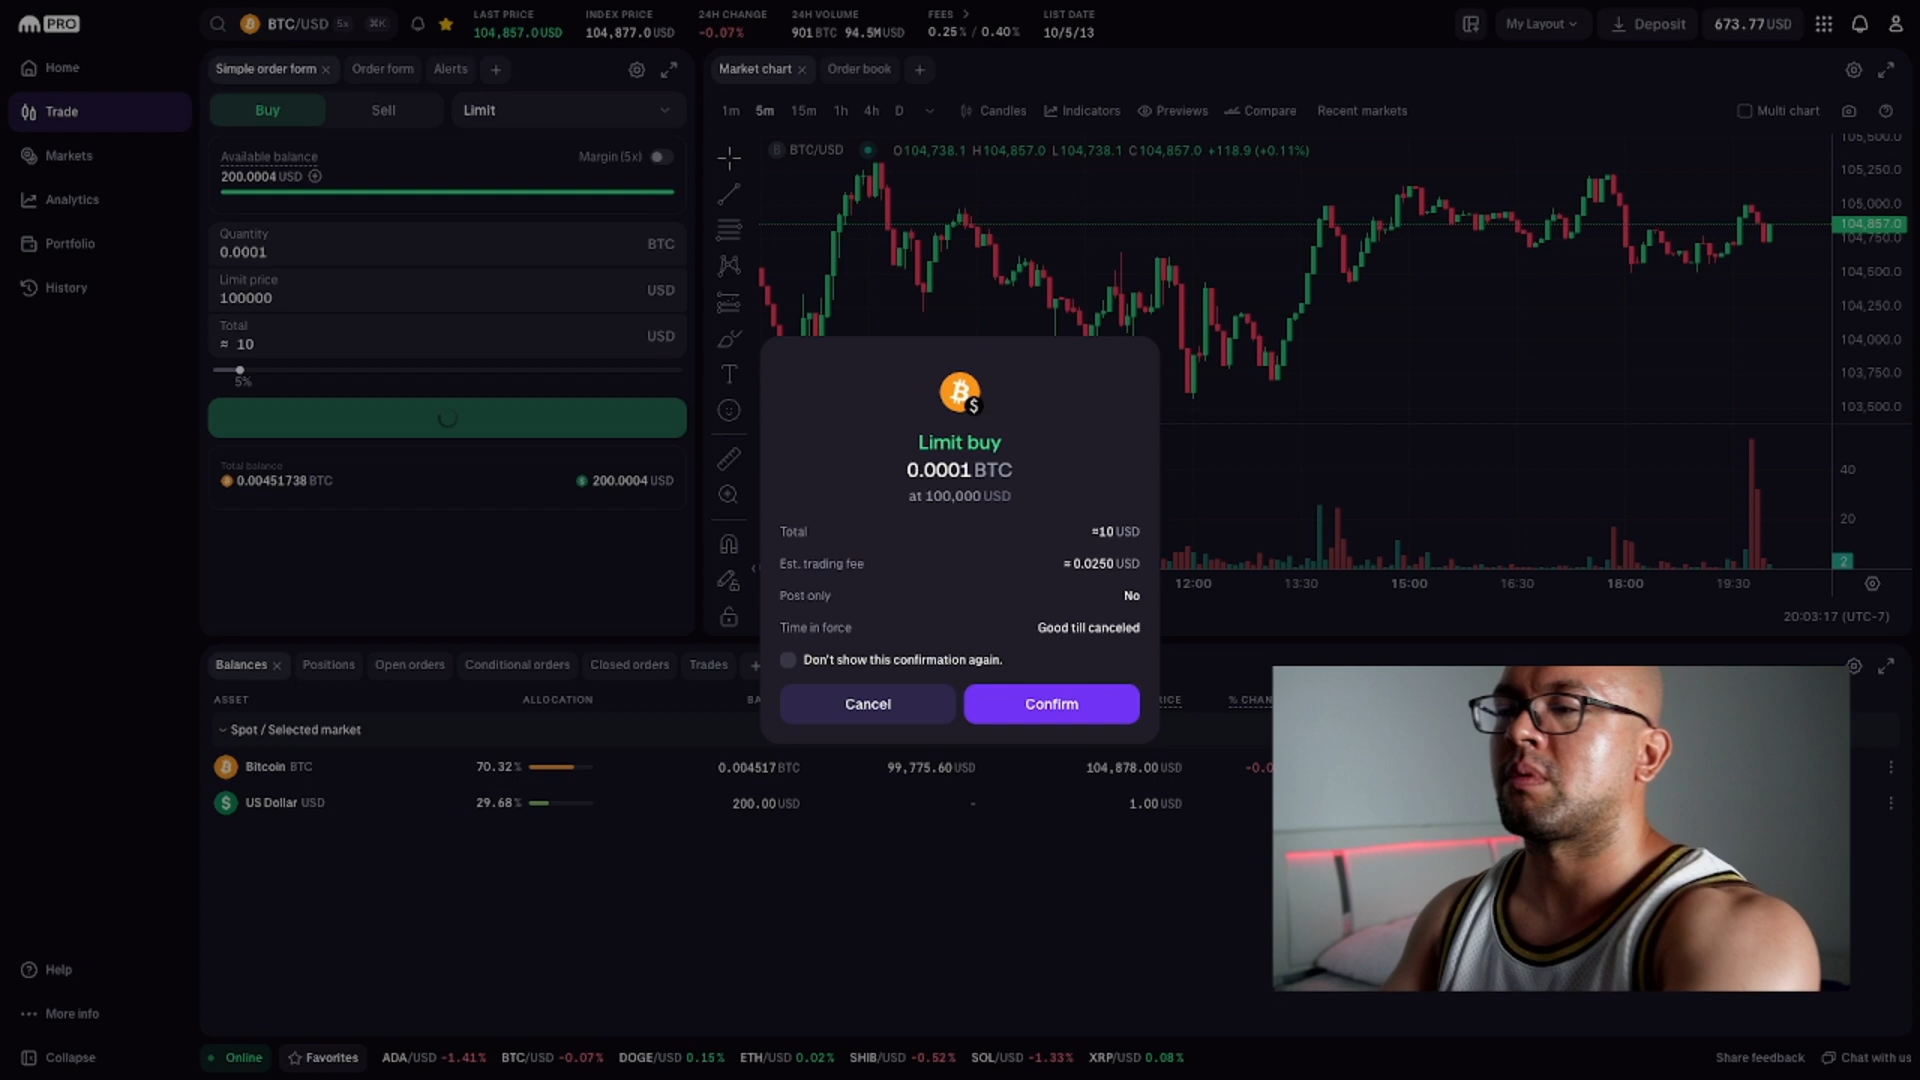 PRO
BTC/USD 5x ⌘K
LAST PRICE
104,857.0 USD
INDEX PRICE
104,877.0 USD
24H CHANGE
-0.07%
24H VOLUME
901 BTC 94.5M USD
FEES >
0.25% / 0.40%
LIST DATE
10/5/13
My Layout
Deposit
673.77 USD
Home
Trade
Markets
Analytics
Portfolio
History
Simple order form
Order form
Alerts
Buy
Sell
Limit
Available balance
Margin (5x)
200.0004 USD
Quantity
0.0001
BTC
Limit price
100000
USD
Total
≈ 10
USD
5%
Total balance
0.00451738 BTC
200.0004 USD
Market chart
Order book
1m 5m 15m 1h 4h D
Candles
Indicators
Previews
Compare
Recent markets
Multi chart
B BTC/USD
O104,738.1 H104,857.0 L104,738.1 C104,857.0 +118.9 (+0.11%)
105,500.0
105,250.0
105,000.0
104,857.0
104,750.0
104,500.0
104,250.0
104,000.0
103,750.0
103,500.0
40
20
2
12:00 13:30 15:00 16:30 18:00 19:30
20:03:17 (UTC-7)
Limit buy
0.0001 BTC
at 100,000 USD
Total
≈10 USD
Est. trading fee
≈ 0.0250 USD
Post only
No
Time in force
Good till canceled
Don't show this confirmation again.
Cancel
Confirm
Balances
Positions
Open orders
Conditional orders
Closed orders
Trades
ASSET
ALLOCATION
Spot / Selected market
Bitcoin BTC
70.32%
0.004517 BTC
99,775.60 USD
104,878.00 USD
US Dollar USD
29.68%
200.00 USD
-
1.00 USD
Help
More info
Collapse
Online
Favorites
ADA/USD -1.41%
BTC/USD -0.07%
DOGE/USD 0.15%
ETH/USD 0.02%
SHIB/USD -0.52%
SOL/USD -1.33%
XRP/USD 0.08%
Share feedback
Chat with us